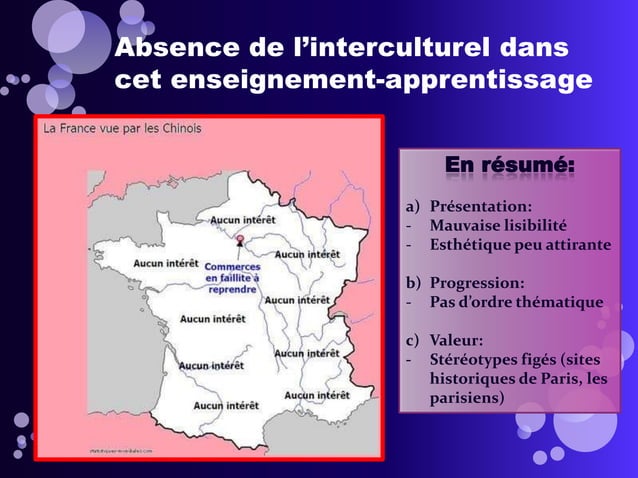 Absence de l’interculturel dans
cet enseignement-apprentissage
La France vue par les Chinois
Aucun intérêt
Aucun intérêt
Aucun intérêt
Commerces
en faillite à
reprendre
Aucun intérêt
Aucun intérêt
Aucun intérêt
Aucun intérêt
Aucun intérêt
Aucun intérêt
En résumé:
a) Présentation:
- Mauvaise lisibilité
- Esthétique peu attirante
b) Progression:
- Pas d’ordre thématique
c) Valeur:
- Stéréotypes figés (sites
historiques de Paris, les
parisiens)